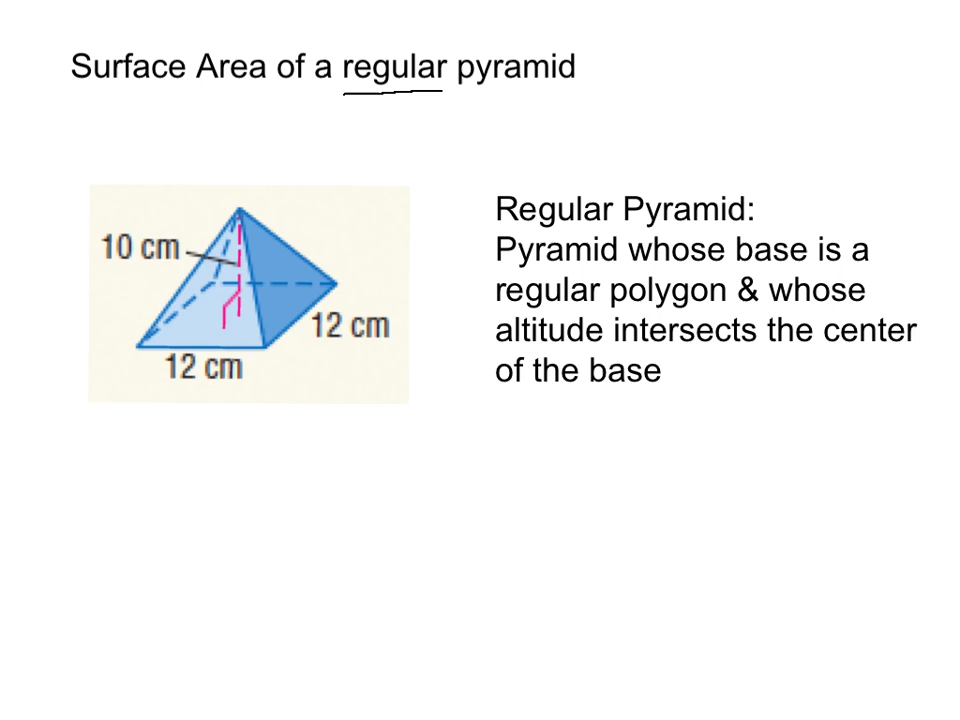 Surface Area of a regular pyramid
10 cm
12 cm
12 cm
Regular Pyramid:
Pyramid whose base is a
regular polygon & whose
altitude intersects the center
of the base